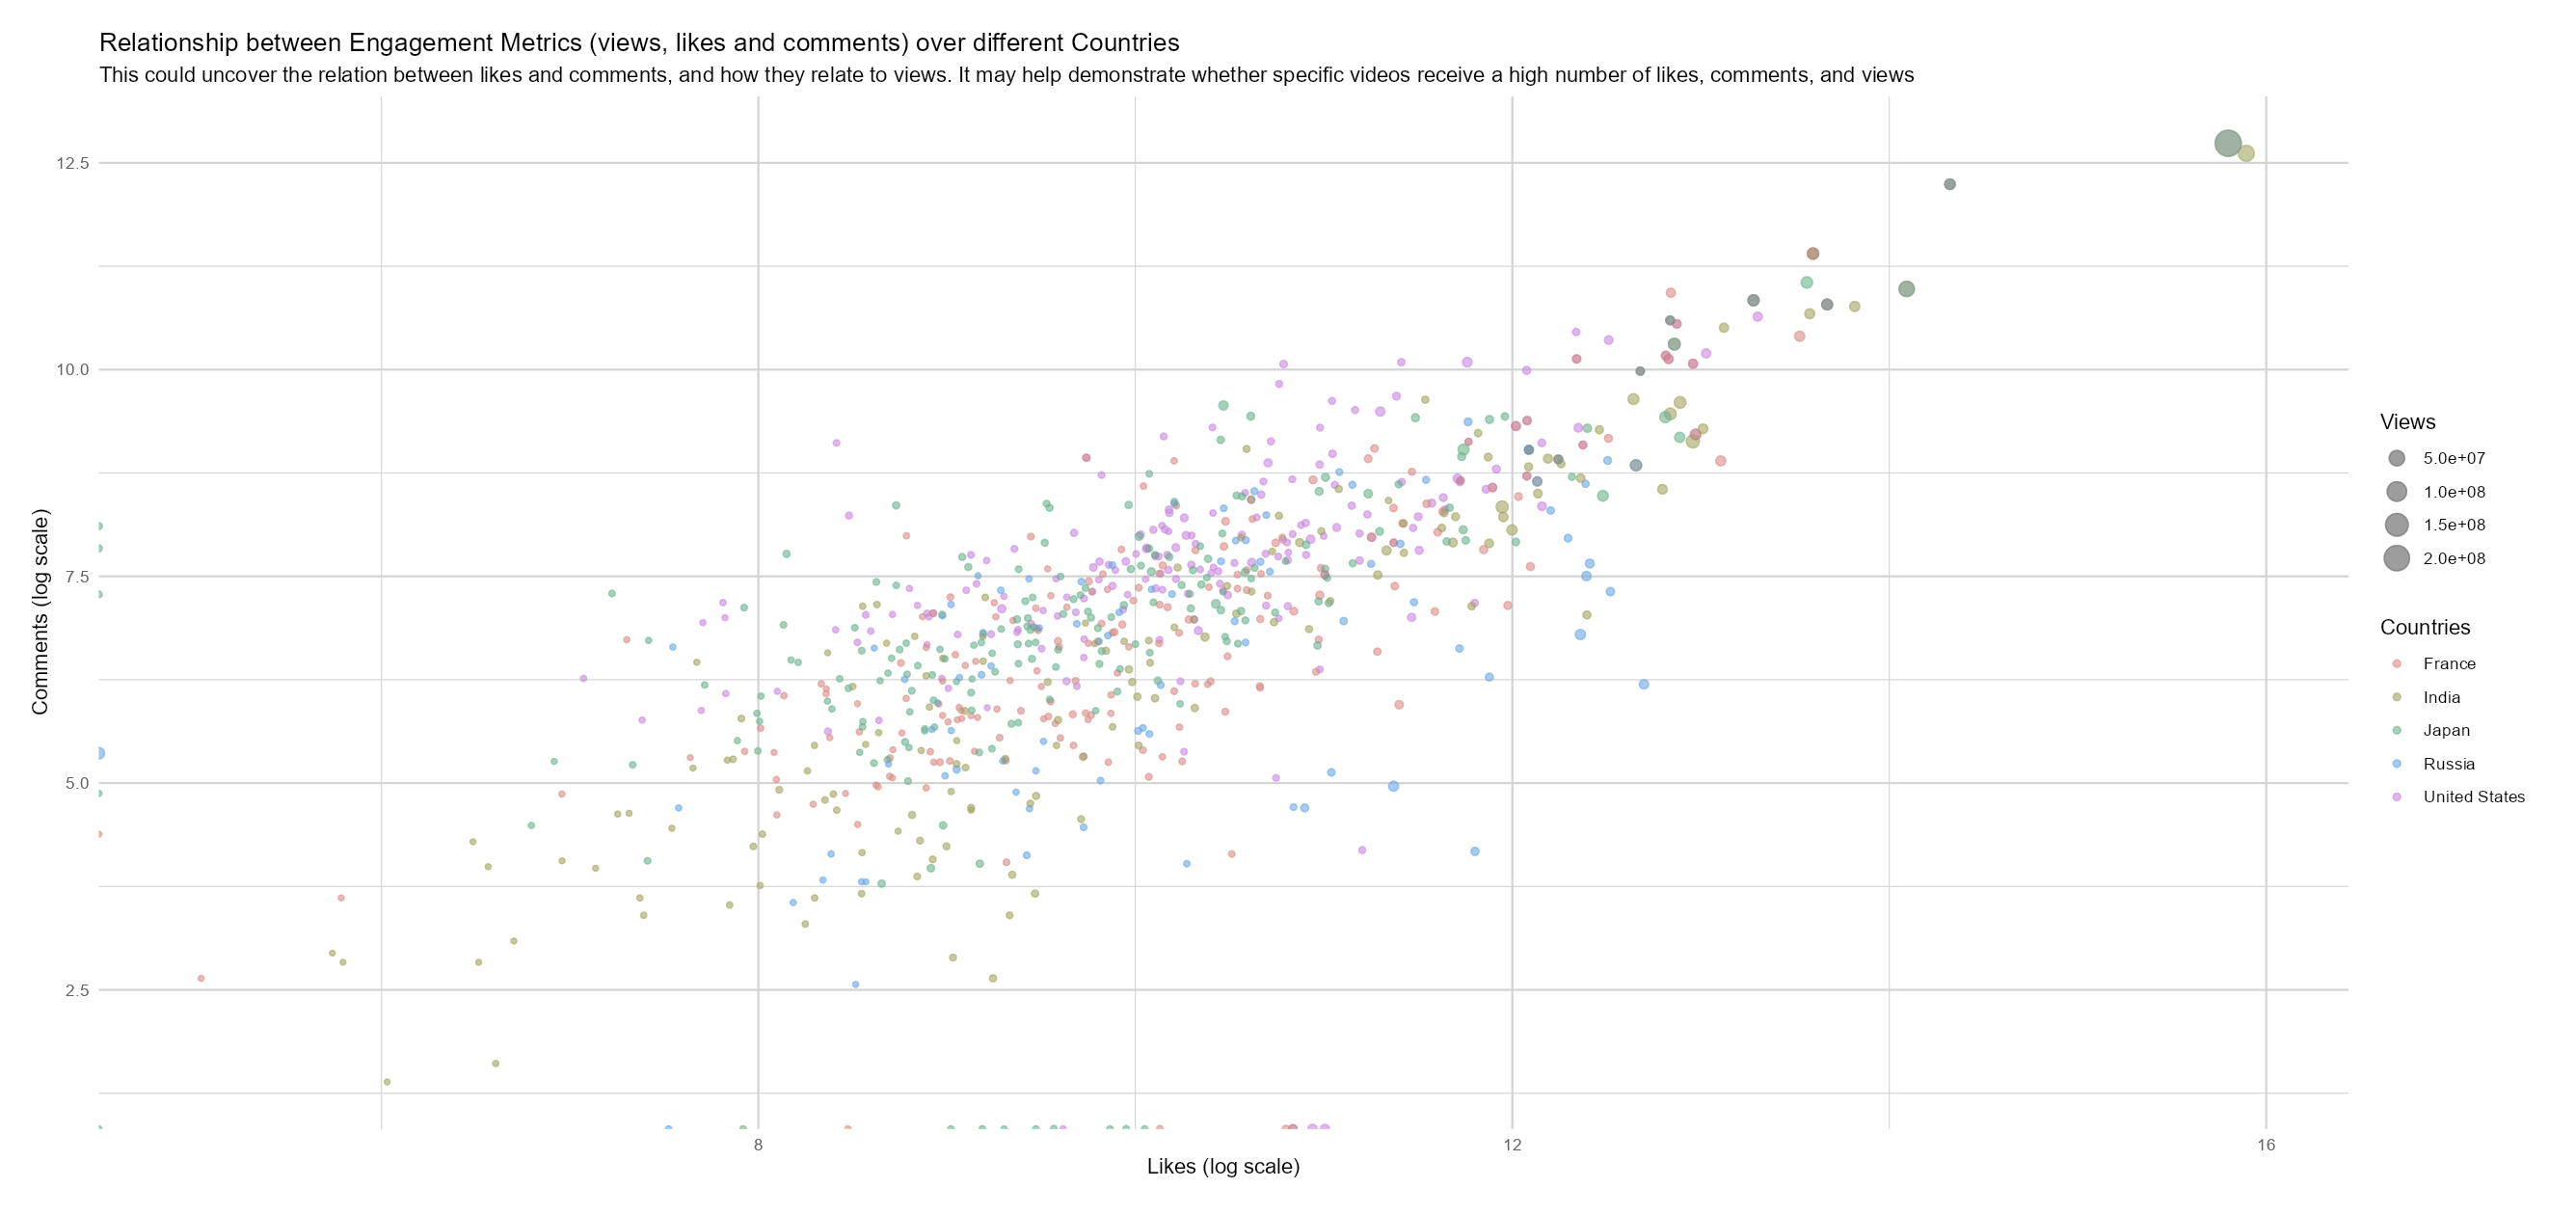 Relationship between Engagement Metrics (views, likes and comments) over different Countries
This could uncover the relation between likes and comments, and how they relate to views. It may help demonstrate whether specific videos receive a high number of likes, comments, and views
12.5
10.0
7.5
5.0
2.5
Comments (log scale)
8
12
16
Likes (log scale)
Views
5.0e+07
1.0e+08
1.5e+08
2.0e+08
Countries
France
India
Japan
Russia
United States